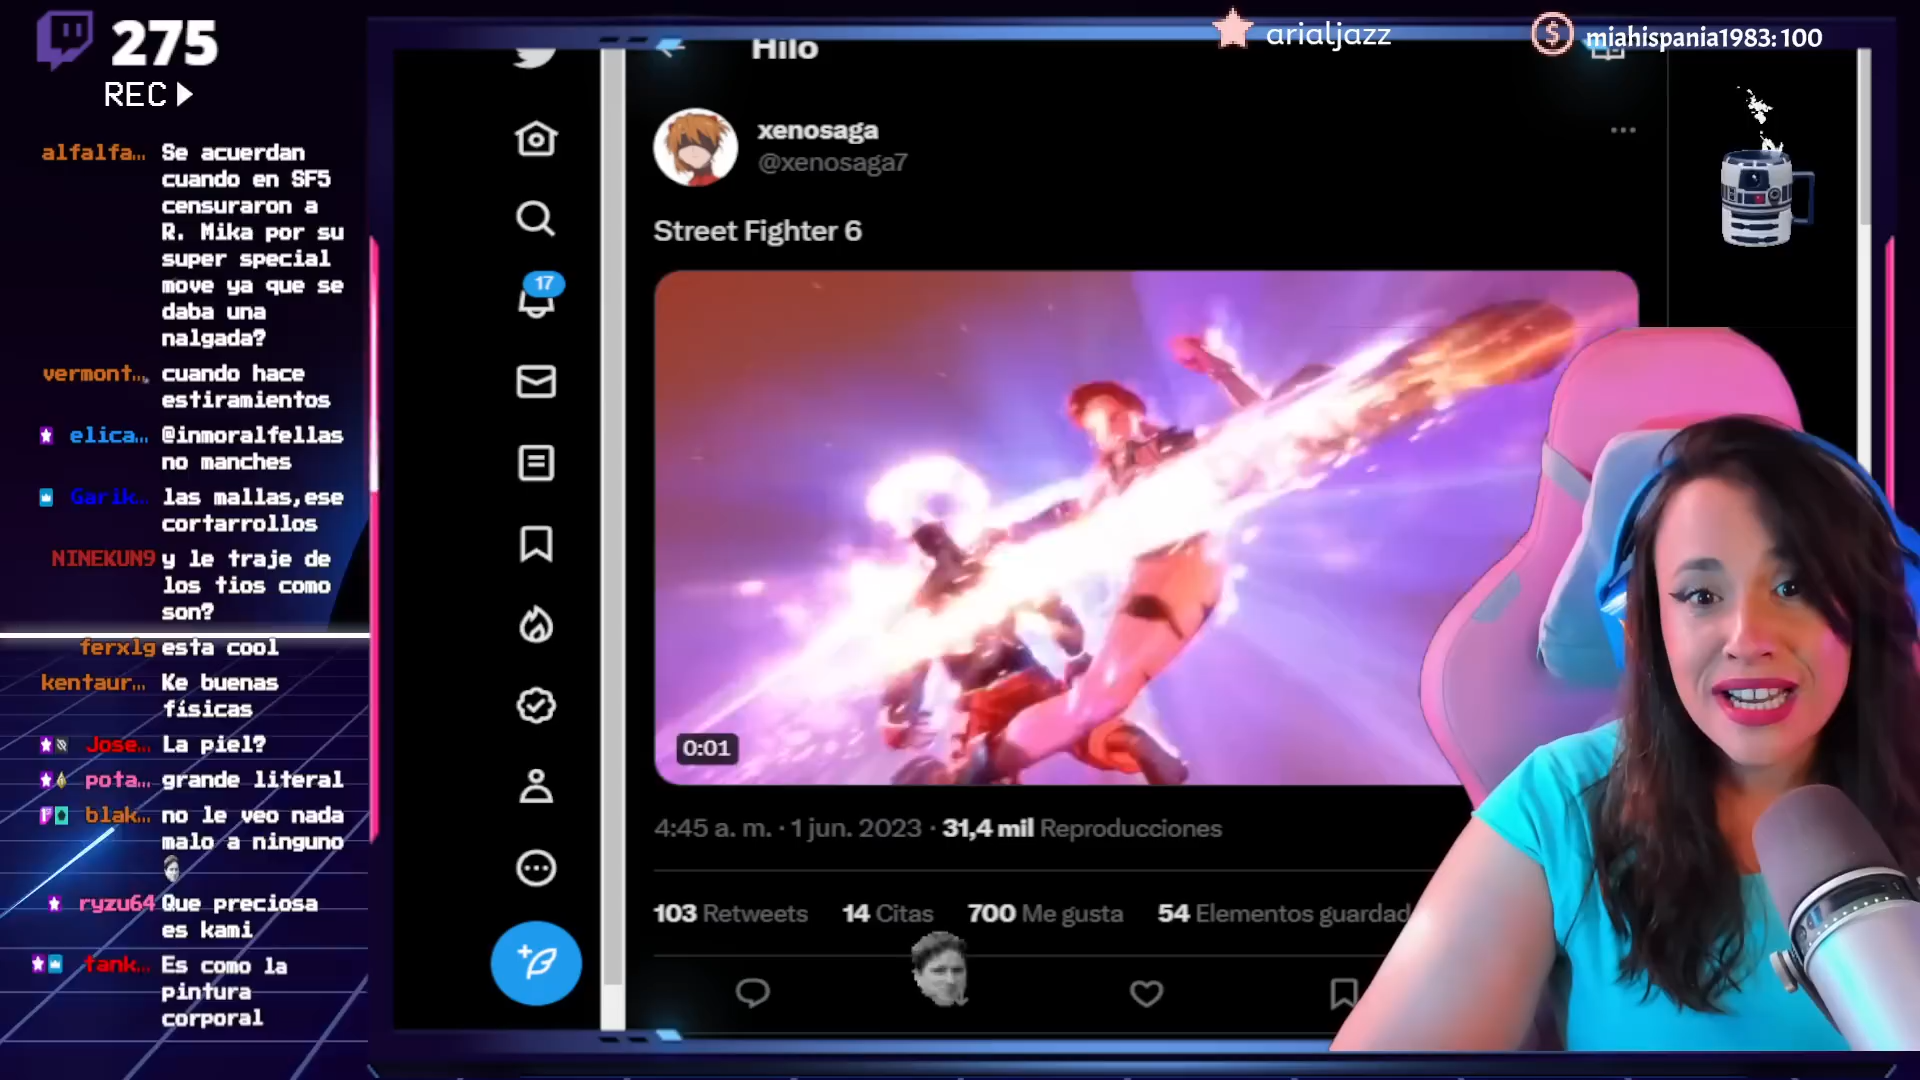 275
REC
arialjazz
miahispania1983: 100
alfalfa… Se acuerdan
cuando en SF5
censuraron a
R. Mika por su
super special
move ya que se
daba una
nalgada?
vermont… cuando hace
estiramientos
elica… @inmoralfellas
no manches
Garik… las mallas,ese
cortarrollos
NINEKUN9 y le traje de
los tios como
son?
ferxlg esta cool
kentaur… Ke buenas
físicas
Jose… La piel?
pota… grande literal
blak… no le veo nada
malo a ninguno
ryzu64 Que preciosa
es kami
tank… Es como la
pintura
corporal
17
Hilo
xenosaga
@xenosaga7
Street Fighter 6
0:01
4:45 a. m. · 1 jun. 2023 · 31,4 mil Reproducciones
103 Retweets 14 Citas 700 Me gusta 54 Elementos guardad